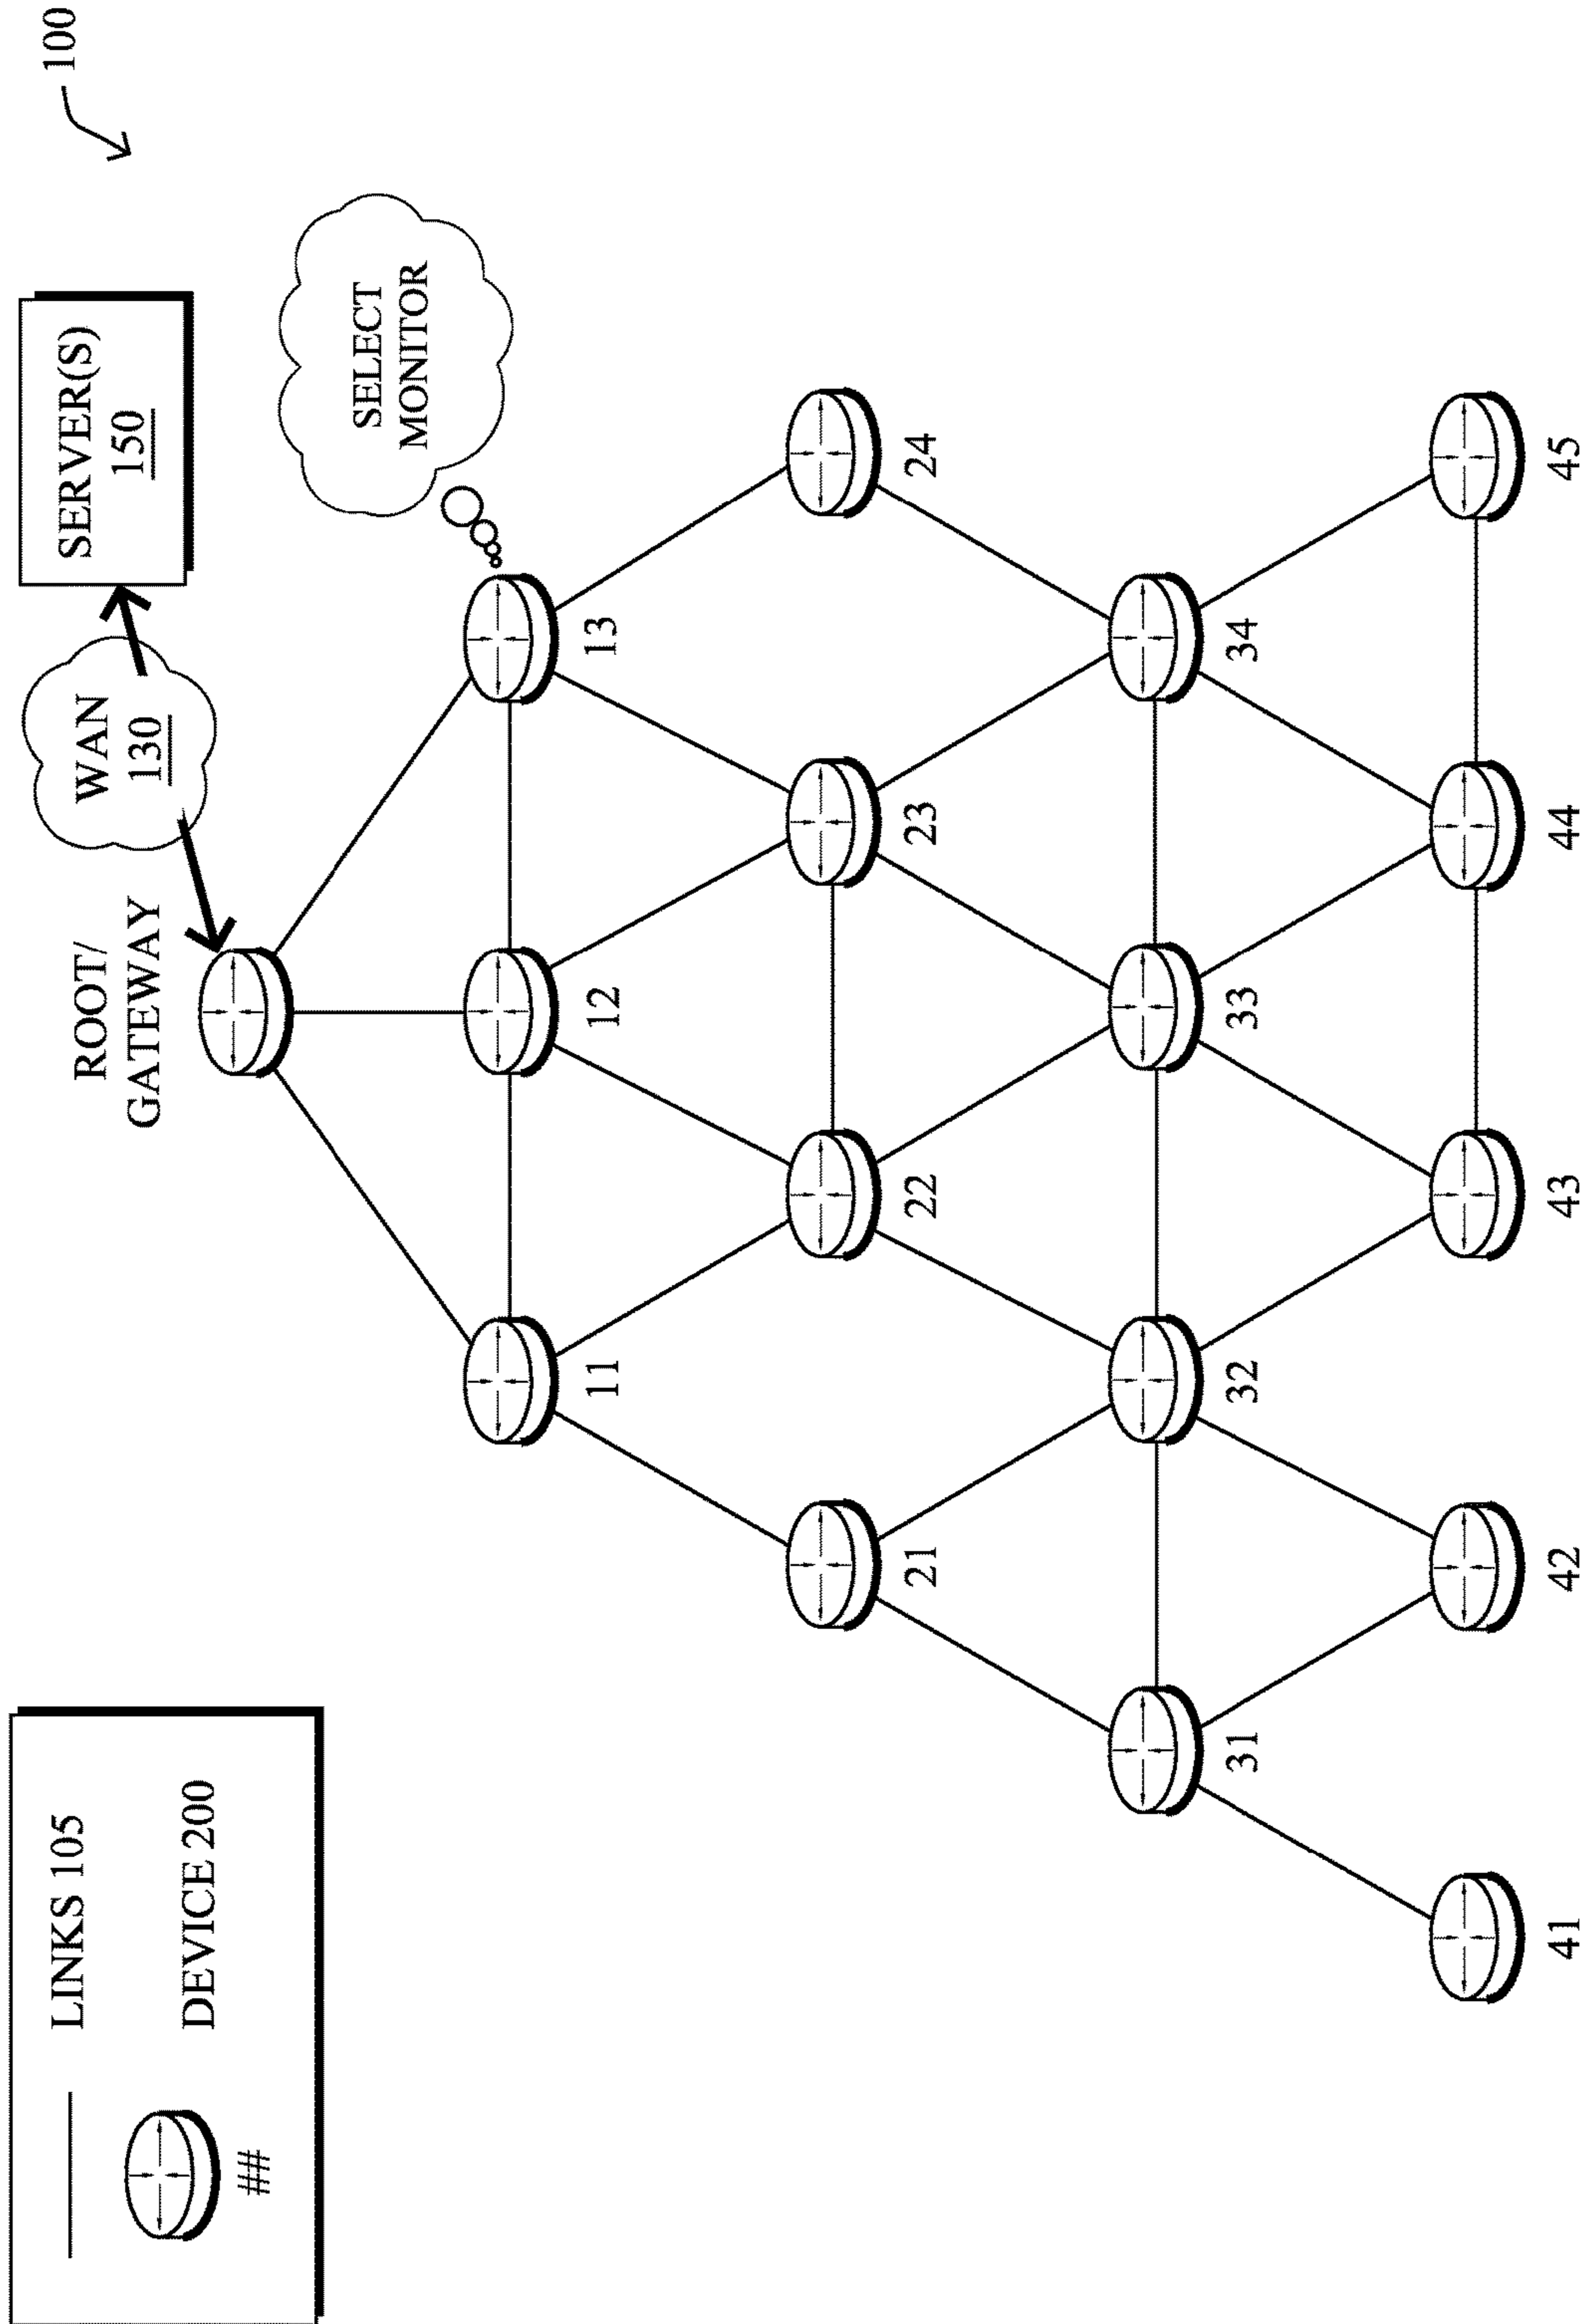 100
LINKS 105
DEVICE 200
##
ROOT/
GATEWAY
WAN
130
SERVER(S)
150
SELECT
MONITOR
11
12
13
21
22
23
24
31
32
33
34
41
42
43
44
45